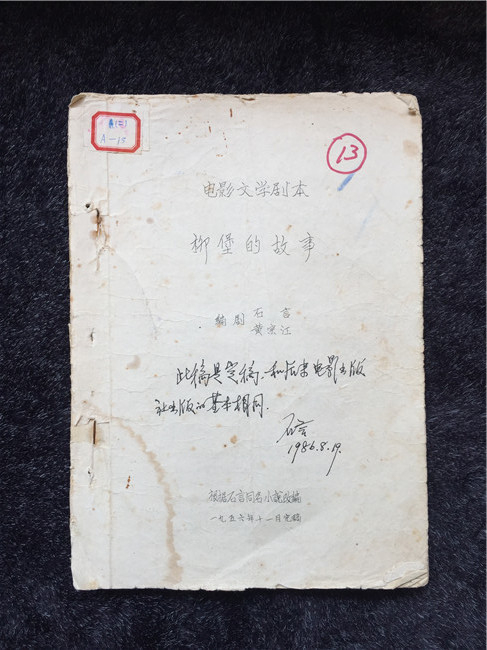 A—15
13
电影文学剧本
柳堡的故事
编剧 石言
黄宗江
此稿是定稿,和后来电影出版
社出版的基本相同.
石言
1986.8.19.
根据石言同名小说改编
一九五六年十一月定稿